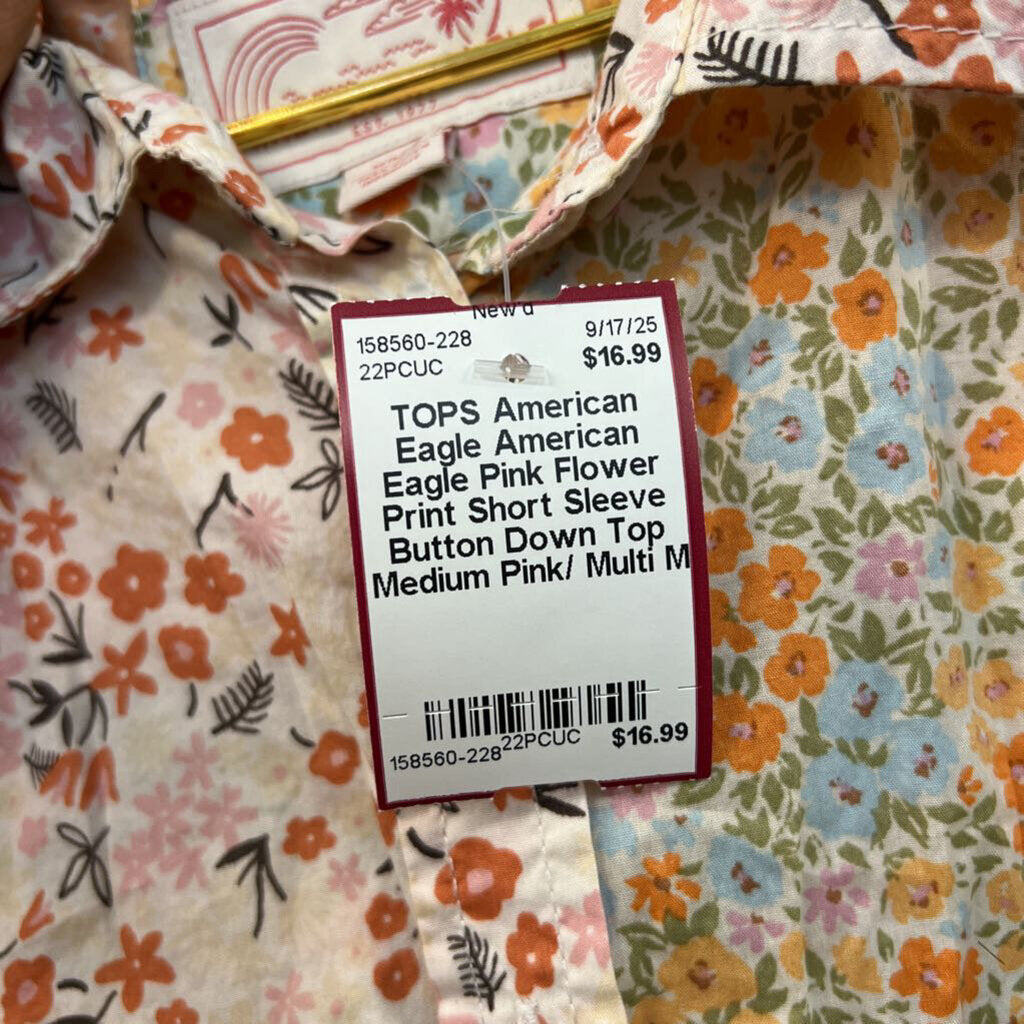 EST. 1977
New'd
158560-228 9/17/25
22PCUC $16.99
TOPS American
Eagle American
Eagle Pink Flower
Print Short Sleeve
Button Down Top
Medium Pink/ Multi M
158560-228 22PCUC $16.99